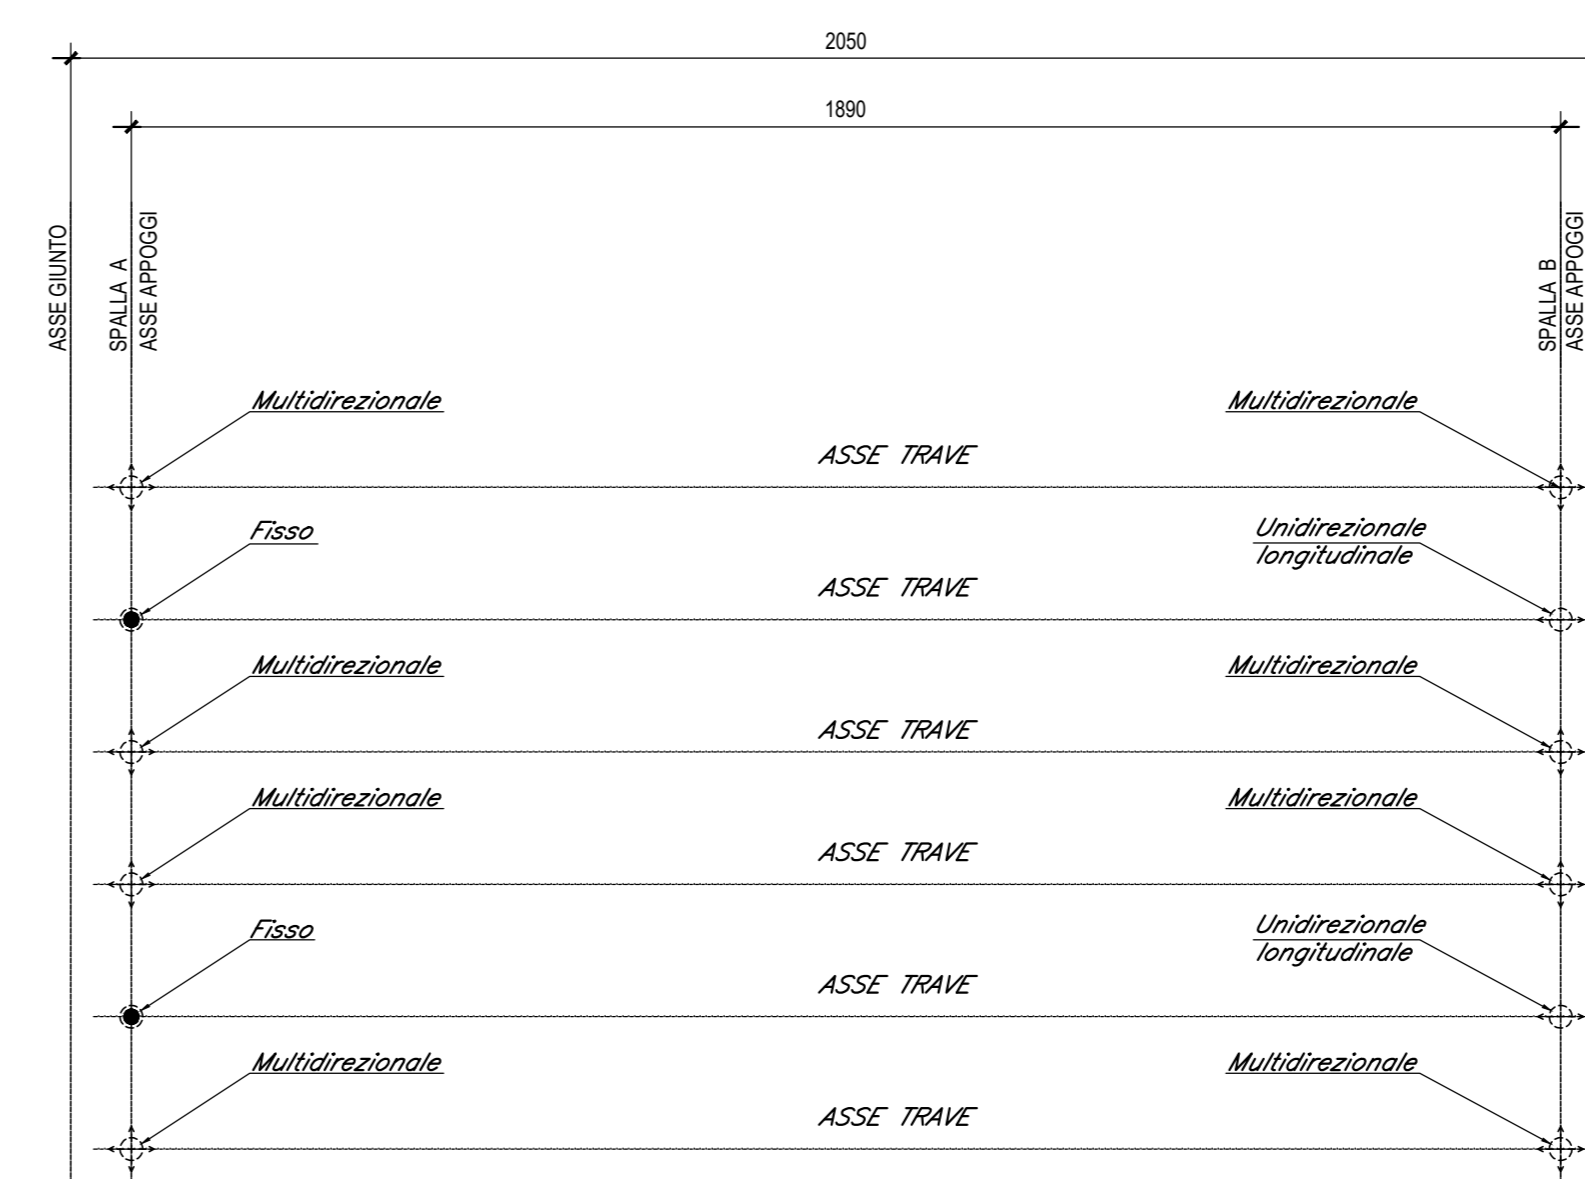 2050
1890
ASSE GIUNTO
SPALLA A
ASSE APPOGGI
SPALLA B
ASSE APPOGGI
Multidirezionale
Multidirezionale
ASSE TRAVE
Fisso
Unidirezionale
longitudinale
ASSE TRAVE
Multidirezionale
Multidirezionale
ASSE TRAVE
Multidirezionale
Multidirezionale
ASSE TRAVE
Fisso
Unidirezionale
longitudinale
ASSE TRAVE
Multidirezionale
Multidirezionale
ASSE TRAVE